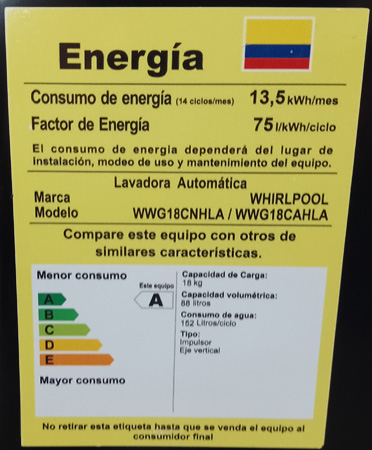 Energía
Consumo de energía (14 ciclos/mes) 13,5 kWh/mes
Factor de Energía 75 l/kWh/ciclo
El consumo de energía dependerá del lugar de
Instalación, modeo de uso y mantenimiento del equipo.
Lavadora Automática
Marca WHIRLPOOL
Modelo WWG18CNHLA / WWG18CAHLA
Compare este equipo con otros de
similares características.
Menor consumo
Este equipo
A A
B
C
D
E
Mayor consumo
Capacidad de Carga:
18 kg
Capacidad volumétrica:
88 litros
Consumo de agua:
152 Litros/ciclo
Tipo:
Impulsor
Eje vertical
No retirar esta etiqueta hasta que se venda el equipo al
consumidor final